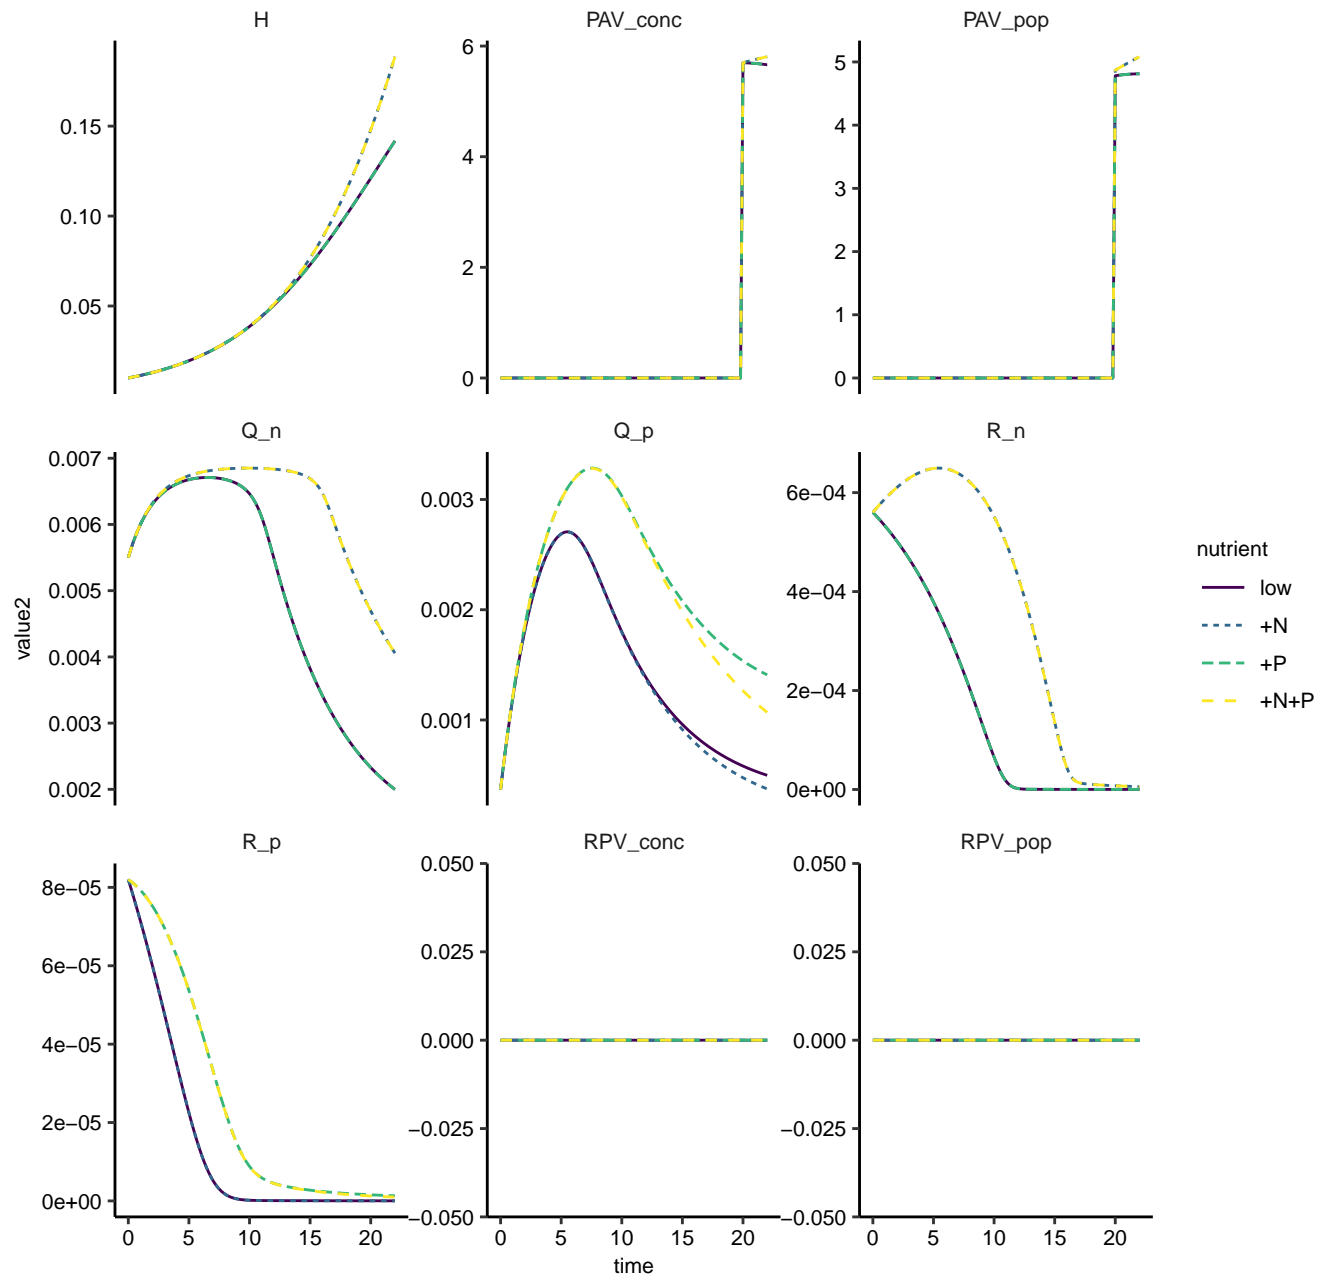 H
PAV_conc
PAV_pop
0.15
0.10
0.05
6
4
2
0
5
4
3
2
1
0
Q_n
Q_p
R_n
0.007
0.006
0.005
0.004
0.003
0.002
0.003
0.002
0.001
6e−04
4e−04
2e−04
0e+00
R_p
RPV_conc
RPV_pop
8e−05
6e−05
4e−05
2e−05
0e+00
0.050
0.025
0.000
−0.025
−0.050
0.050
0.025
0.000
−0.025
−0.050
0 5 10 15 20
0 5 10 15 20
0 5 10 15 20
time
value2
nutrient
low
+N
+P
+N+P